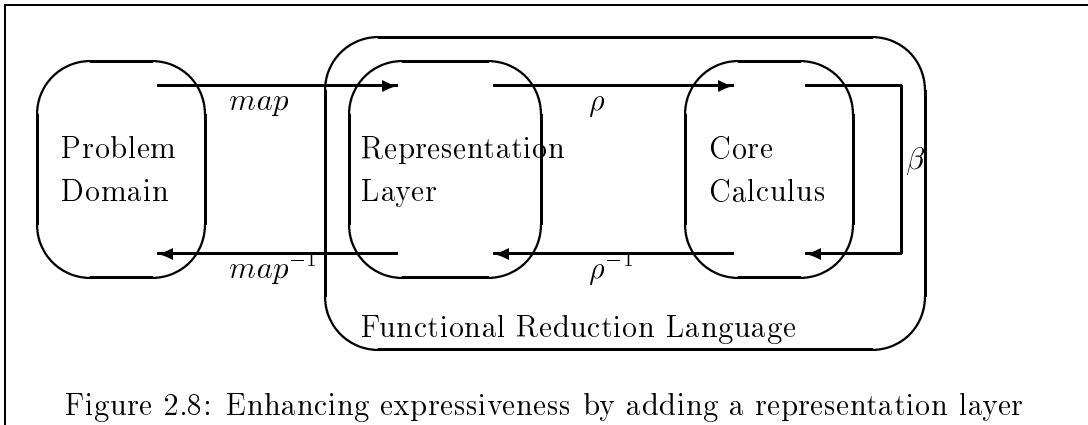 map
ρ
Problem
Domain
Representation
Layer
Core
Calculus
β
map⁻¹
ρ⁻¹
Functional Reduction Language
Figure 2.8: Enhancing expressiveness by adding a representation layer